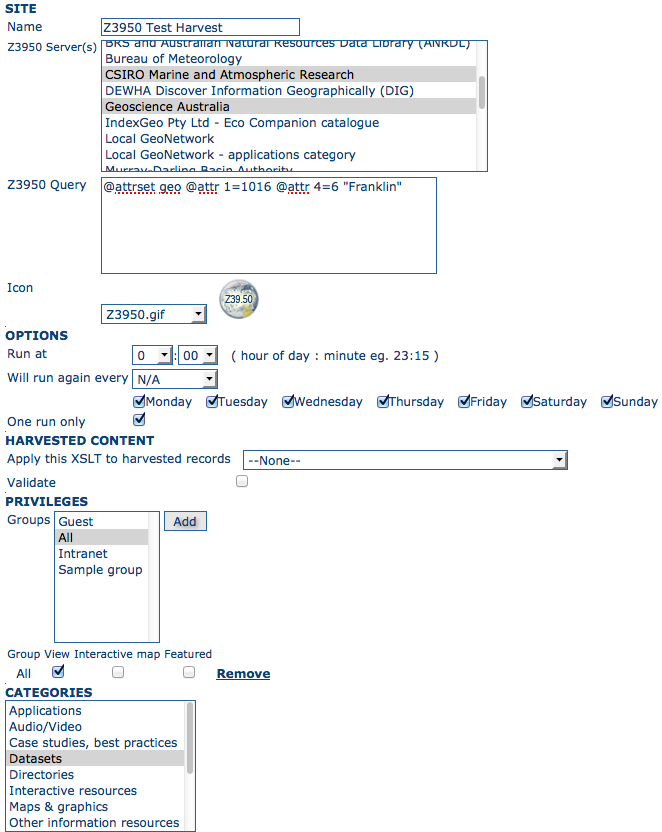 SITE
Name Z3950 Test Harvest
Z3950 Server(s) BRS and Australian Natural Resources Data Library (ANRDL)
Bureau of Meteorology
CSIRO Marine and Atmospheric Research
DEWHA Discover Information Geographically (DIG)
Geoscience Australia
IndexGeo Pty Ltd - Eco Companion catalogue
Local GeoNetwork
Local GeoNetwork - applications category
Murray-Darling Basin Authority
Z3950 Query @attrset geo @attr 1=1016 @attr 4=6 "Franklin"
Icon Z39.50
Z3950.gif
OPTIONS
Run at 0 : 00 ( hour of day : minute eg. 23:15 )
Will run again every N/A
Monday Tuesday Wednesday Thursday Friday Saturday Sunday
One run only
HARVESTED CONTENT
Apply this XSLT to harvested records --None--
Validate
PRIVILEGES
Groups Guest Add
All
Intranet
Sample group
Group View Interactive map Featured
All Remove
CATEGORIES
Applications
Audio/Video
Case studies, best practices
Datasets
Directories
Interactive resources
Maps & graphics
Other information resources